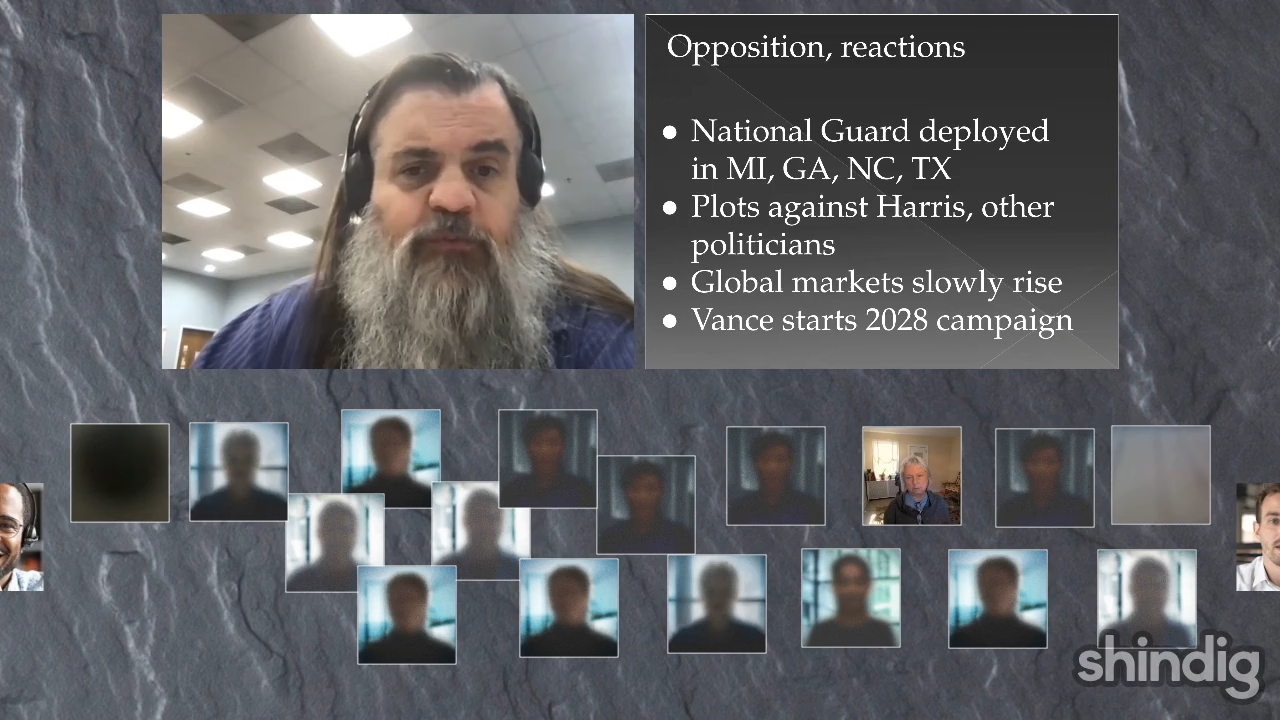 Opposition, reactions
● National Guard deployed
in MI, GA, NC, TX
● Plots against Harris, other
politicians
● Global markets slowly rise
● Vance starts 2028 campaign
shindig